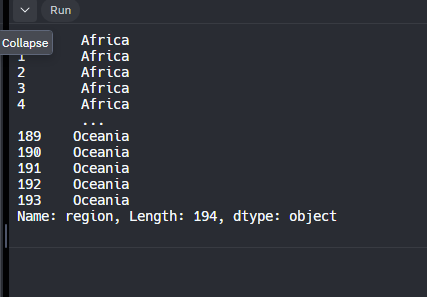 Run
Collapse
Africa
1 Africa
2 Africa
3 Africa
4 Africa
...
189 Oceania
190 Oceania
191 Oceania
192 Oceania
193 Oceania
Name: region, Length: 194, dtype: object